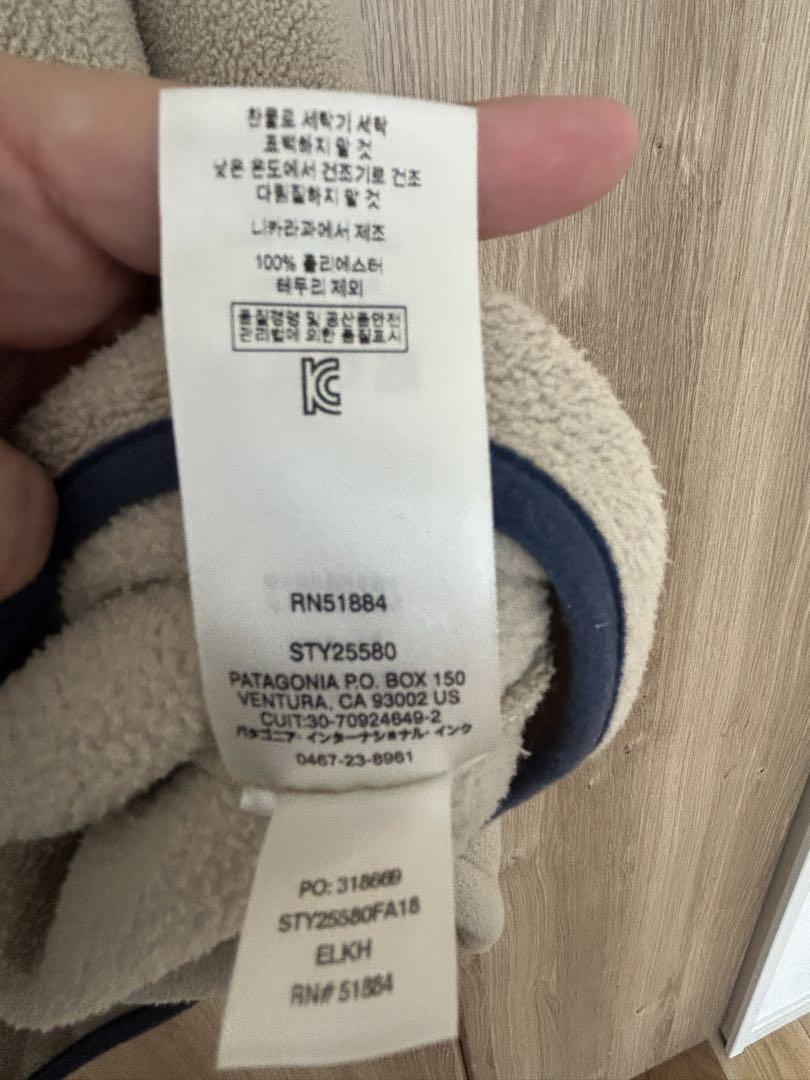 찬물로 세탁기 세탁
표백하지 말 것
낮은 온도에서 건조기로 건조
다림질하지 말 것
니카라과에서 제조
100% 폴리에스터
테두리 제외
품질경영 및 공산품안전
관리법에 의한 품질표시
KC
RN51884
STY25580
PATAGONIA P.O. BOX 150
VENTURA, CA 93002 US
CUIT:30-70924649-2
パタゴニア・インターナショナル・インク
0467-23-8961
PO: 318669
STY25580FA18
ELKH
RN# 51884